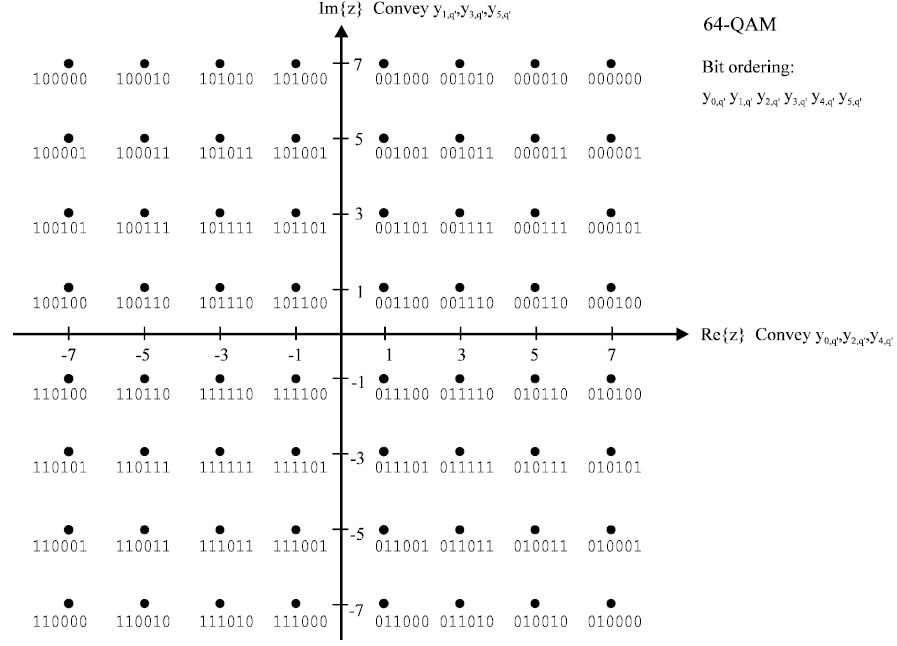 Im{z} Convey y1,q',y3,q',y5,q'
64-QAM
Bit ordering:
y0,q' y1,q' y2,q' y3,q' y4,q' y5,q'
7
100000 100010 101010 101000 001000 001010 000010 000000
5
100001 100011 101011 101001 001001 001011 000011 000001
3
100101 100111 101111 101101 001101 001111 000111 000101
1
100100 100110 101110 101100 001100 001110 000110 000100
Re{z} Convey y0,q',y2,q',y4,q'
-7 -5 -3 -1 1 3 5 7
-1
110100 110110 111110 111100 011100 011110 010110 010100
-3
110101 110111 111111 111101 011101 011111 010111 010101
-5
110001 110011 111011 111001 011001 011011 010011 010001
-7
110000 110010 111010 111000 011000 011010 010010 010000